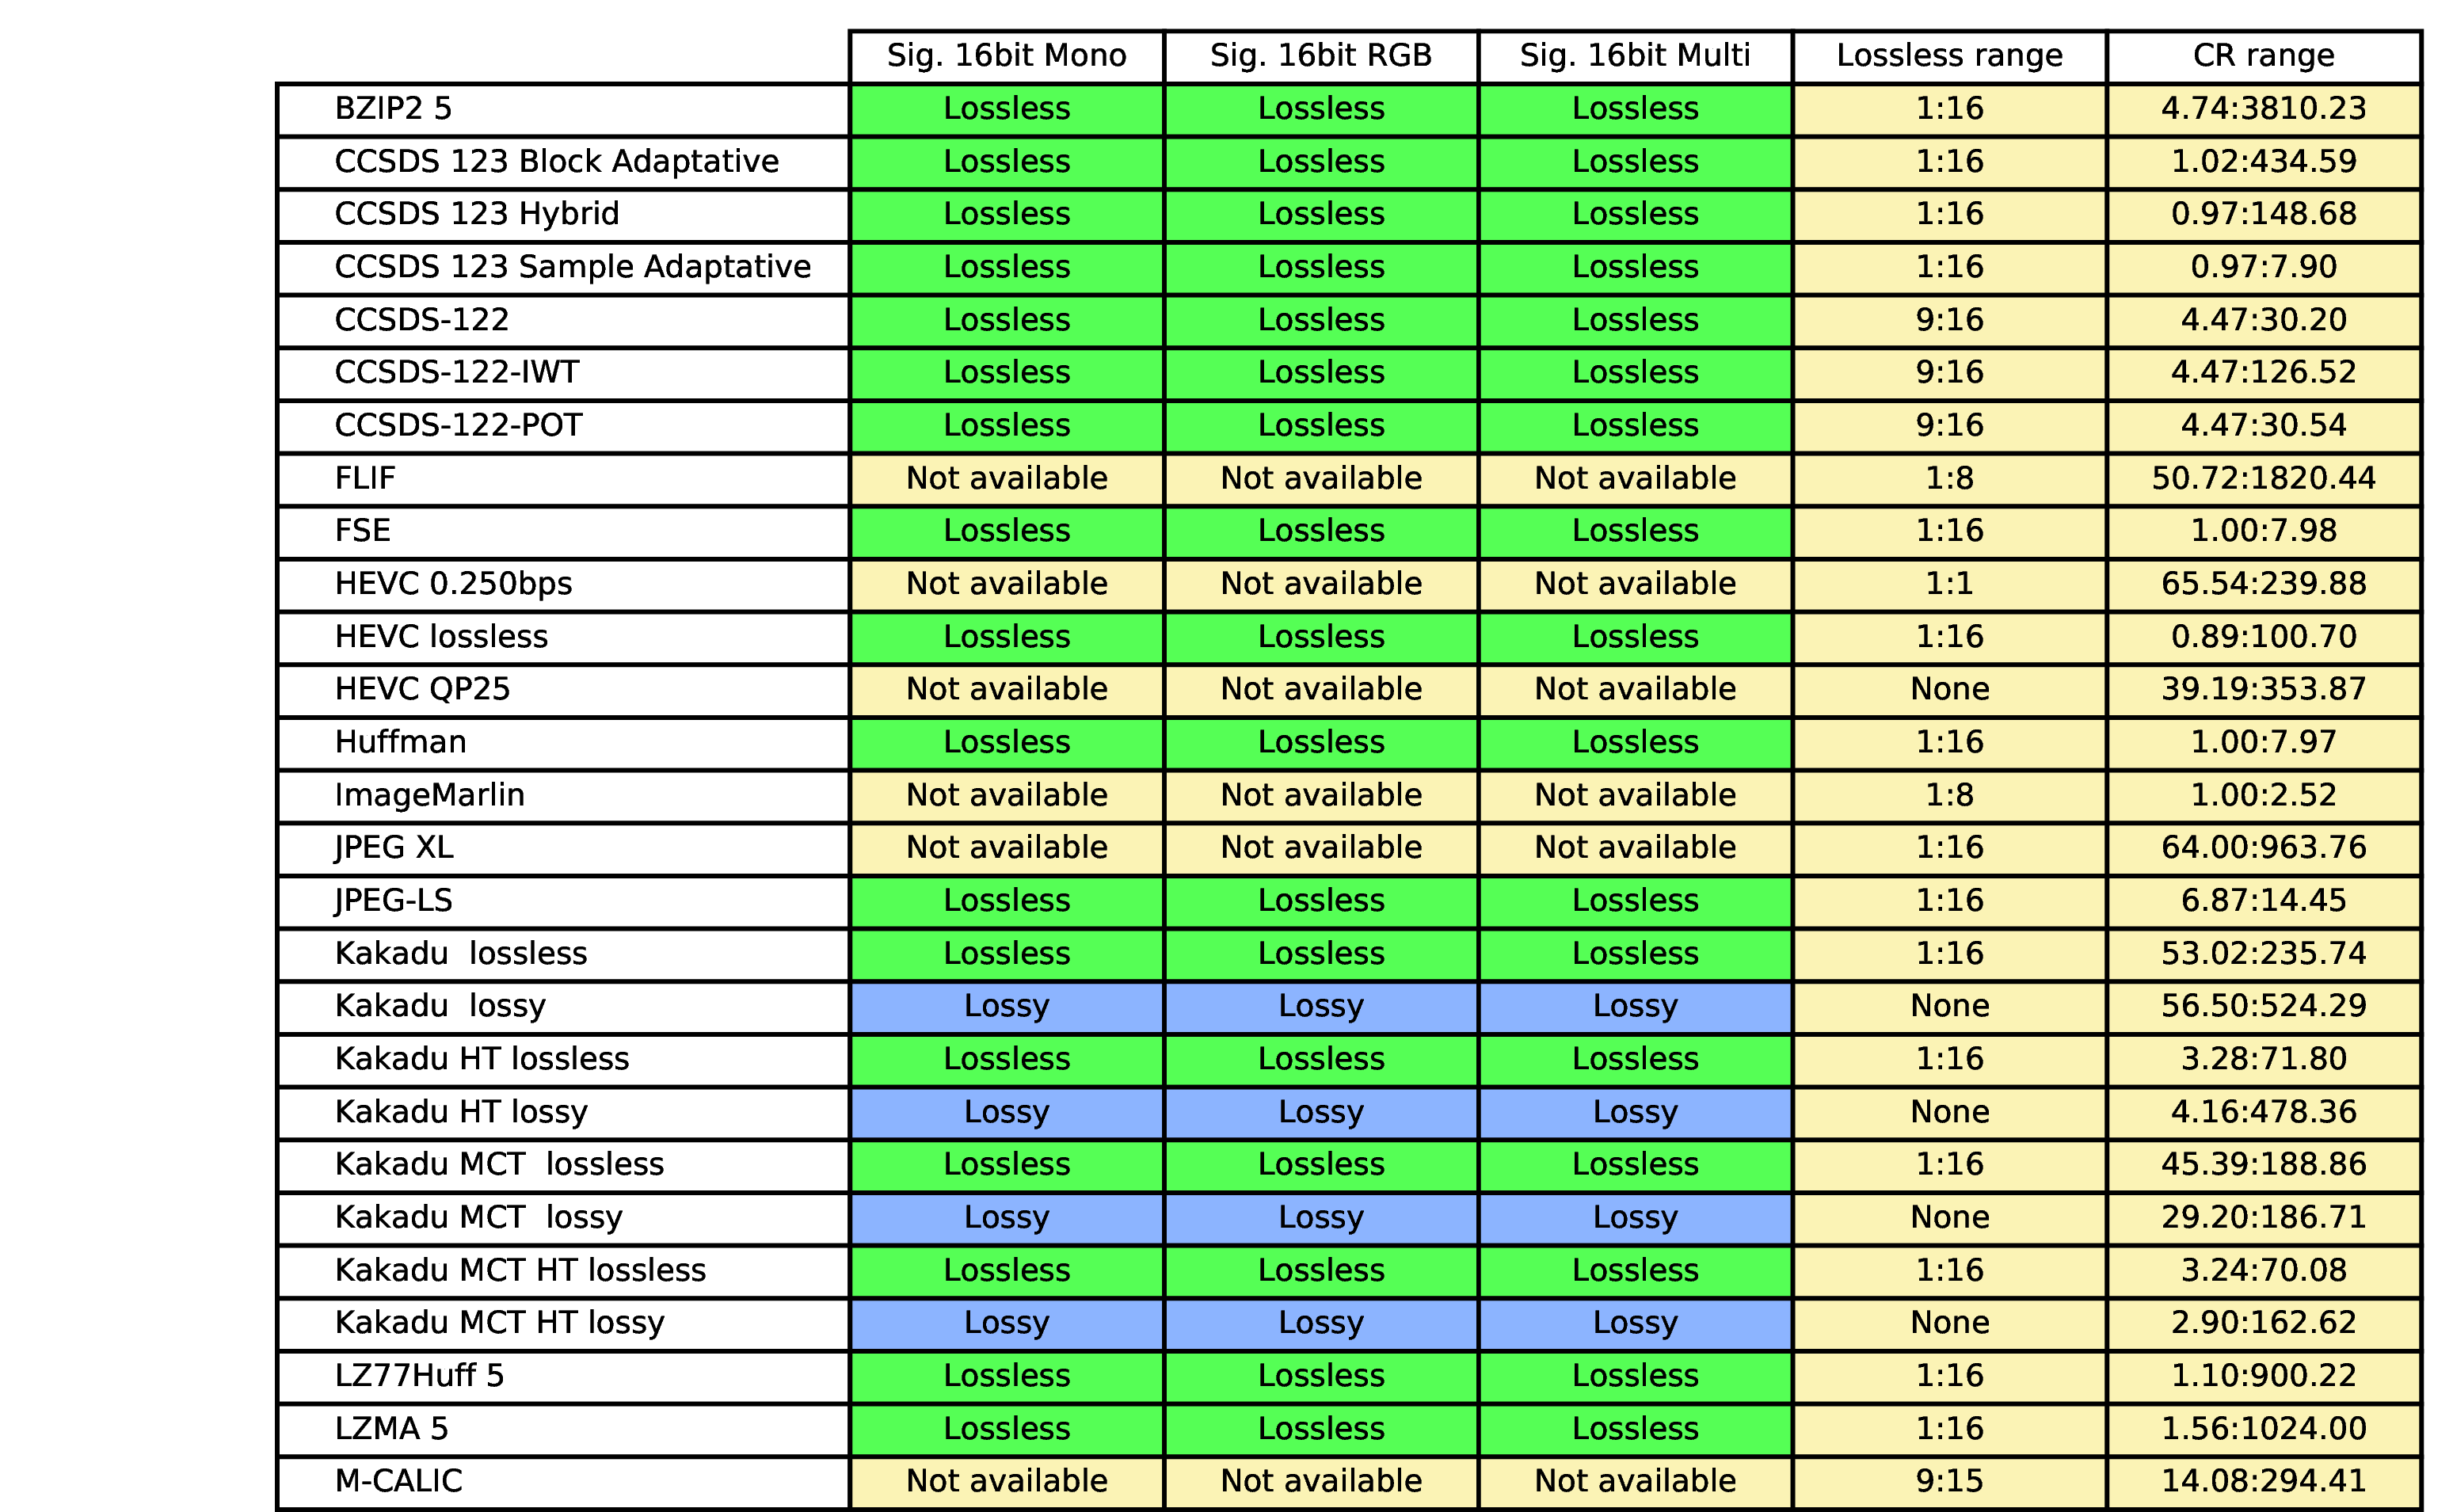 Sig. 16bit Mono Sig. 16bit RGB Sig. 16bit Multi Lossless range CR range
BZIP2 5 Lossless Lossless Lossless 1:16 4.74:3810.23
CCSDS 123 Block Adaptative Lossless Lossless Lossless 1:16 1.02:434.59
CCSDS 123 Hybrid Lossless Lossless Lossless 1:16 0.97:148.68
CCSDS 123 Sample Adaptative Lossless Lossless Lossless 1:16 0.97:7.90
CCSDS-122 Lossless Lossless Lossless 9:16 4.47:30.20
CCSDS-122-IWT Lossless Lossless Lossless 9:16 4.47:126.52
CCSDS-122-POT Lossless Lossless Lossless 9:16 4.47:30.54
FLIF Not available Not available Not available 1:8 50.72:1820.44
FSE Lossless Lossless Lossless 1:16 1.00:7.98
HEVC 0.250bps Not available Not available Not available 1:1 65.54:239.88
HEVC lossless Lossless Lossless Lossless 1:16 0.89:100.70
HEVC QP25 Not available Not available Not available None 39.19:353.87
Huffman Lossless Lossless Lossless 1:16 1.00:7.97
ImageMarlin Not available Not available Not available 1:8 1.00:2.52
JPEG XL Not available Not available Not available 1:16 64.00:963.76
JPEG-LS Lossless Lossless Lossless 1:16 6.87:14.45
Kakadu lossless Lossless Lossless Lossless 1:16 53.02:235.74
Kakadu lossy Lossy Lossy Lossy None 56.50:524.29
Kakadu HT lossless Lossless Lossless Lossless 1:16 3.28:71.80
Kakadu HT lossy Lossy Lossy Lossy None 4.16:478.36
Kakadu MCT lossless Lossless Lossless Lossless 1:16 45.39:188.86
Kakadu MCT lossy Lossy Lossy Lossy None 29.20:186.71
Kakadu MCT HT lossless Lossless Lossless Lossless 1:16 3.24:70.08
Kakadu MCT HT lossy Lossy Lossy Lossy None 2.90:162.62
LZ77Huff 5 Lossless Lossless Lossless 1:16 1.10:900.22
LZMA 5 Lossless Lossless Lossless 1:16 1.56:1024.00
M-CALIC Not available Not available Not available 9:15 14.08:294.41